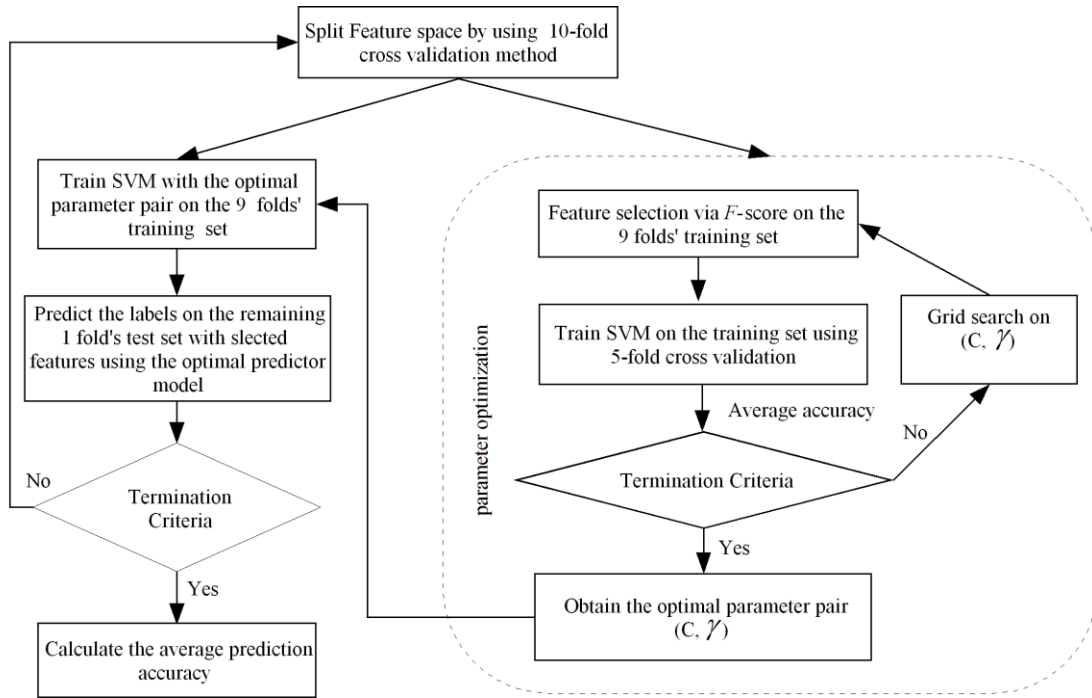 Split Feature space by using 10-fold
cross validation method
Train SVM with the optimal
parameter pair on the 9 folds'
training set
Predict the labels on the remaining
1 fold's test set with slected
features using the optimal predictor
model
No
Termination
Criteria
Yes
Calculate the average prediction
accuracy
parameter optimization
Feature selection via F-score on the
9 folds' training set
Train SVM on the training set using
5-fold cross validation
Average accuracy
Grid search on
(C, γ)
No
Termination Criteria
Yes
Obtain the optimal parameter pair
(C, γ)